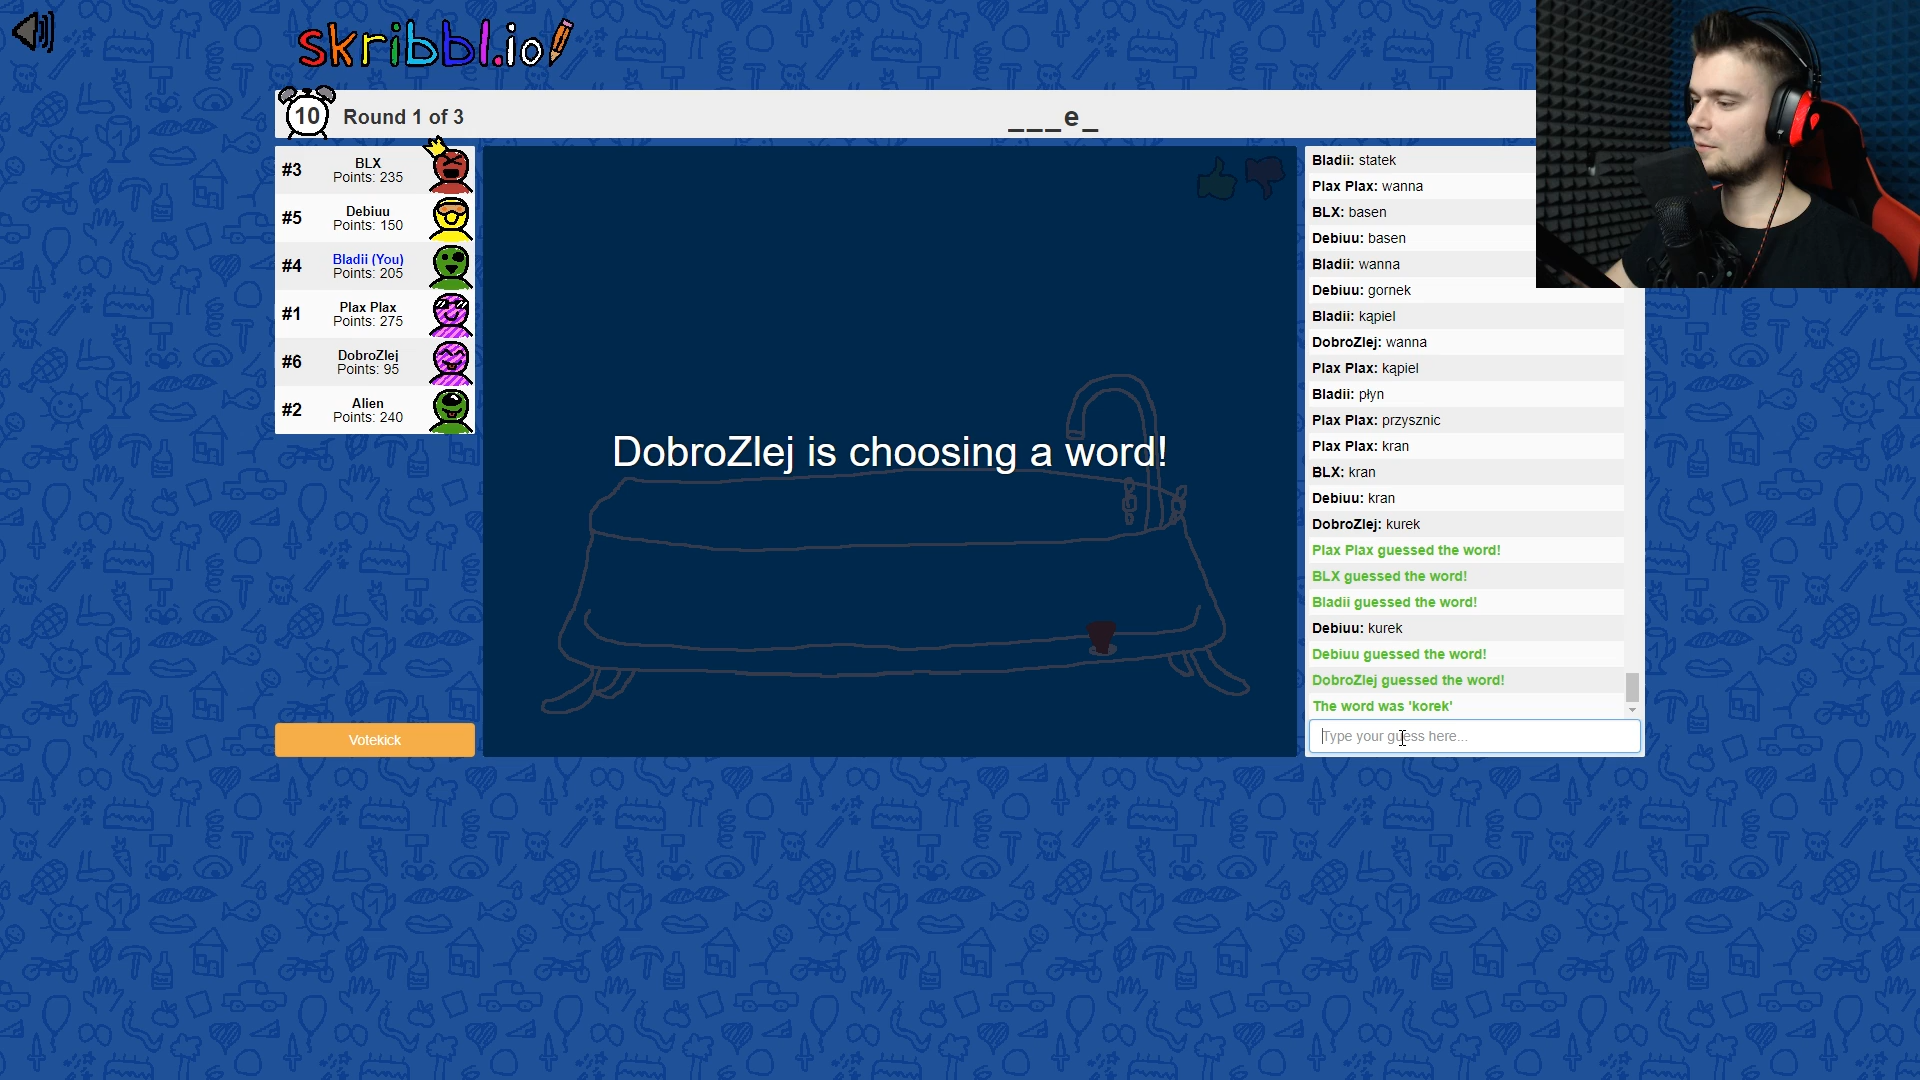 skribbl.io
10
Round 1 of 3
___e_
#3
BLX
Points: 235
#5
Debiuu
Points: 150
#4
Bladii (You)
Points: 205
#1
Plax Plax
Points: 275
#6
DobroZlej
Points: 95
#2
Alien
Points: 240
Votekick
DobroZlej is choosing a word!
Bladii: statek
Plax Plax: wanna
BLX: basen
Debiuu: basen
Bladii: wanna
Debiuu: gornek
Bladii: kąpiel
DobroZlej: wanna
Plax Plax: kąpiel
Bladii: płyn
Plax Plax: przysznic
Plax Plax: kran
BLX: kran
Debiuu: kran
DobroZlej: kurek
Plax Plax guessed the word!
BLX guessed the word!
Bladii guessed the word!
Debiuu: kurek
Debiuu guessed the word!
DobroZlej guessed the word!
The word was 'korek'
Type your guess here...